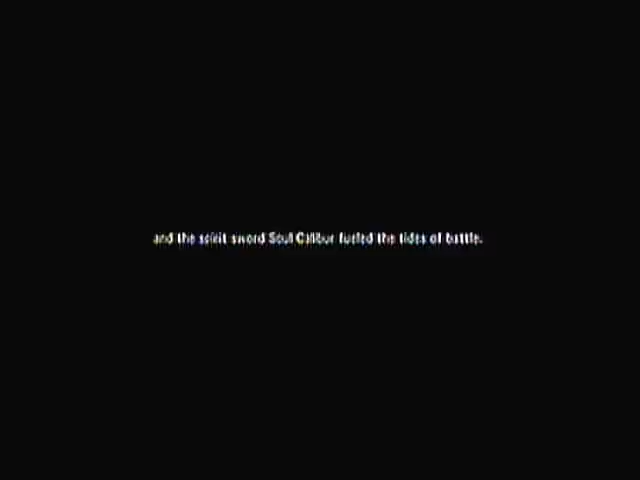 and the spirit sword Soul Calibur fueled the tides of battle.